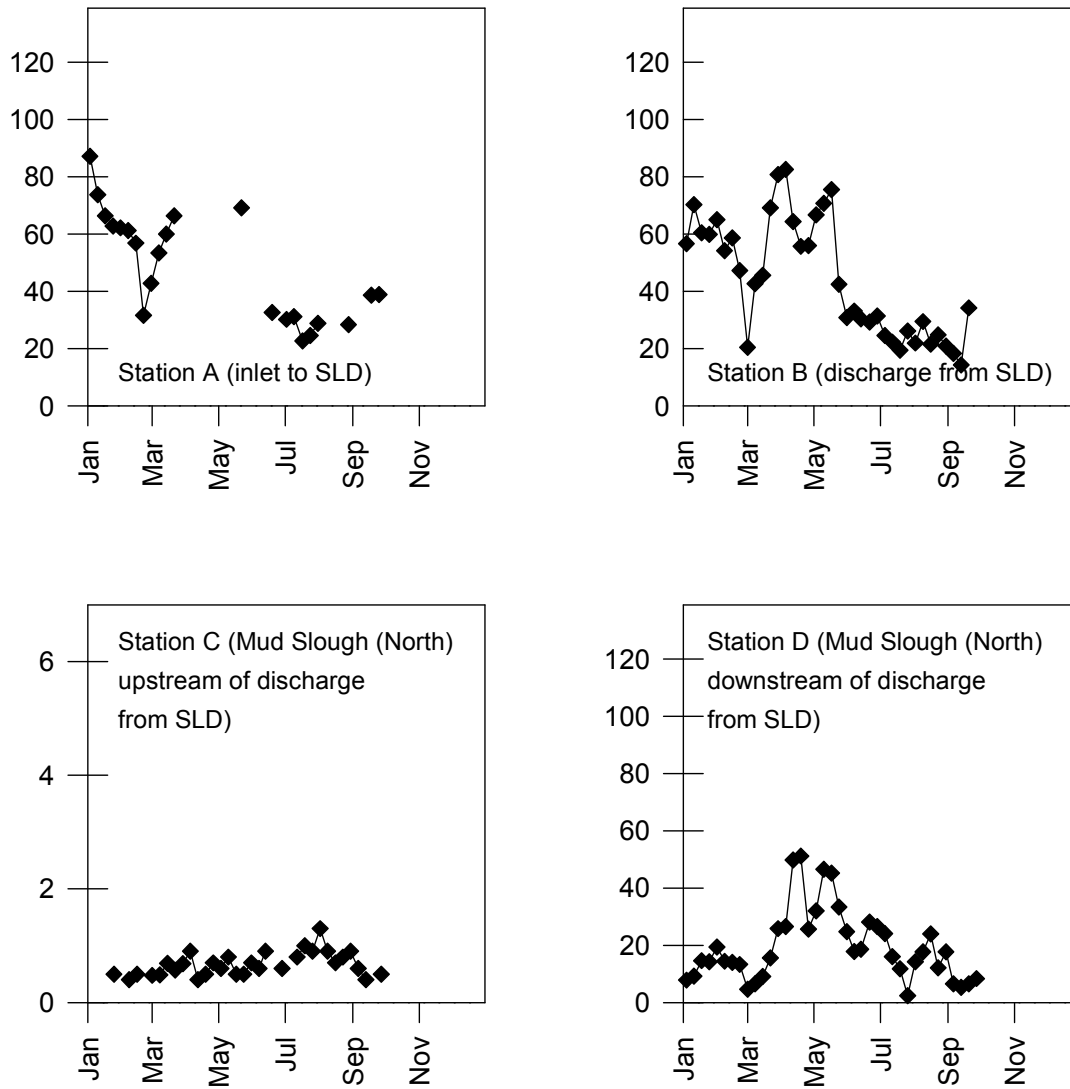 120
100
80
60
40
20
0
Station A (inlet to SLD)
Jan
Mar
May
Jul
Sep
Nov
120
100
80
60
40
20
0
Station B (discharge from SLD)
Jan
Mar
May
Jul
Sep
Nov
Station C (Mud Slough (North)
upstream of discharge
from SLD)
6
4
2
0
Jan
Mar
May
Jul
Sep
Nov
Station D (Mud Slough (North)
downstream of discharge
from SLD)
120
100
80
60
40
20
0
Jan
Mar
May
Jul
Sep
Nov